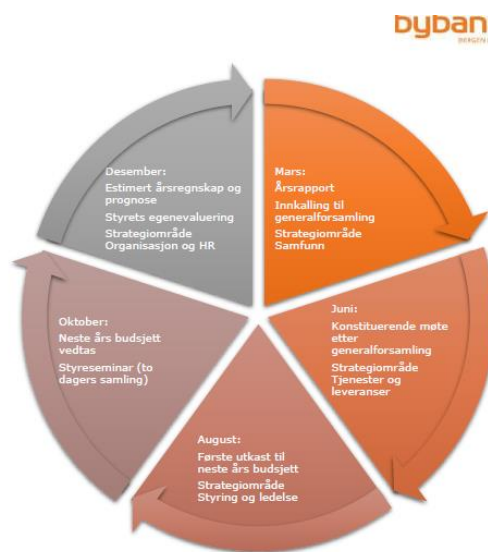 byban
BERGEN
Mars:
Årsrapport
Innkalling til
generalforsamling
Strategiområde
Samfunn
Juni:
Konstituerende møte
etter
generalforsamling
Strategiområde
Tjenester og
leveranser
August:
Første utkast til
neste års budsjett
Strategiområde
Styring og ledelse
Oktober:
Neste års budsjett
vedtas
Styreseminar (to
dagers samling)
Desember:
Estimert årsregnskap og
prognose
Styrets egenevaluering
Strategiområde
Organisasjon og HR